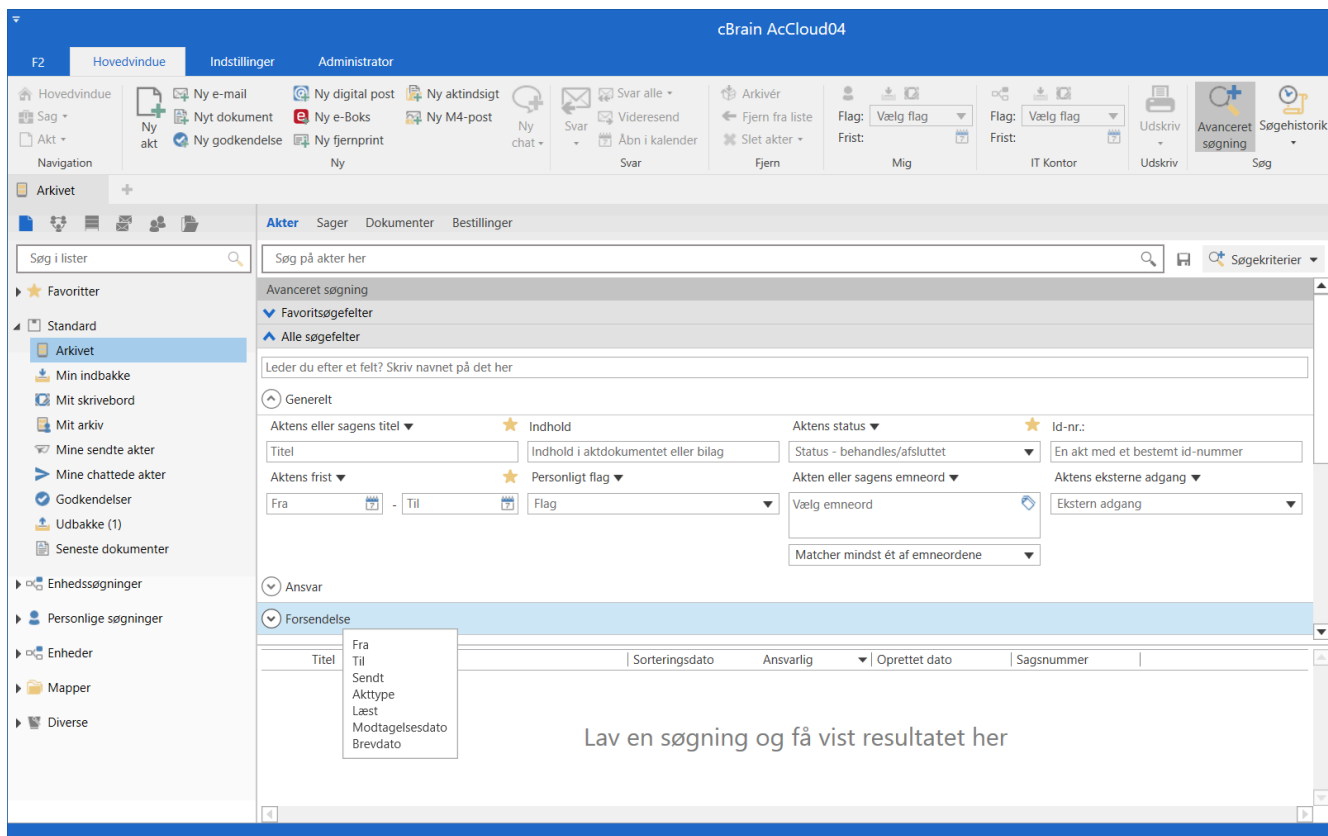 cBrain AcCloud04
F2 Hovedvindue Indstillinger Administrator
Hovedvindue Ny e-mail Ny digital post Ny aktindsigt Svar alle Arkivér
Sag Nyt dokument Ny e-Boks Ny M4-post Videresend Fjern fra liste Flag: Vælg flag Flag: Vælg flag
Akt Ny akt Ny godkendelse Ny fjernprint Ny chat Svar Åbn i kalender Slet akter Frist: 7 Frist: 7 Udskriv Avanceret søgning Søgehistorik
Navigation Ny Svar Fjern Mig IT Kontor Udskriv Søg
Arkivet
Akter Sager Dokumenter Bestillinger
Søg i lister Søg på akter her Søgekriterier
Favoritter
Standard
Arkivet
Min indbakke
Mit skrivebord
Mit arkiv
Mine sendte akter
Mine chattede akter
Godkendelser
Udbakke (1)
Seneste dokumenter
Enhedssøgninger
Personlige søgninger
Enheder
Mapper
Diverse
Avanceret søgning
Favoritsøgefelter
Alle søgefelter
Leder du efter et felt? Skriv navnet på det her
Generelt
Aktens eller sagens titel Indhold Aktens status Id-nr.:
Titel Indhold i aktdokumentet eller bilag Status - behandles/afsluttet En akt med et bestemt id-nummer
Aktens frist Personligt flag Akten eller sagens emneord Aktens eksterne adgang
Fra 7 - Til 7 Flag Vælg emneord Ekstern adgang
Matcher mindst ét af emneordene
Ansvar
Forsendelse
Fra
Til
Sendt
Akttype
Læst
Modtagelsesdato
Brevdato
Titel Sorteringsdato Ansvarlig Oprettet dato Sagsnummer
Lav en søgning og få vist resultatet her